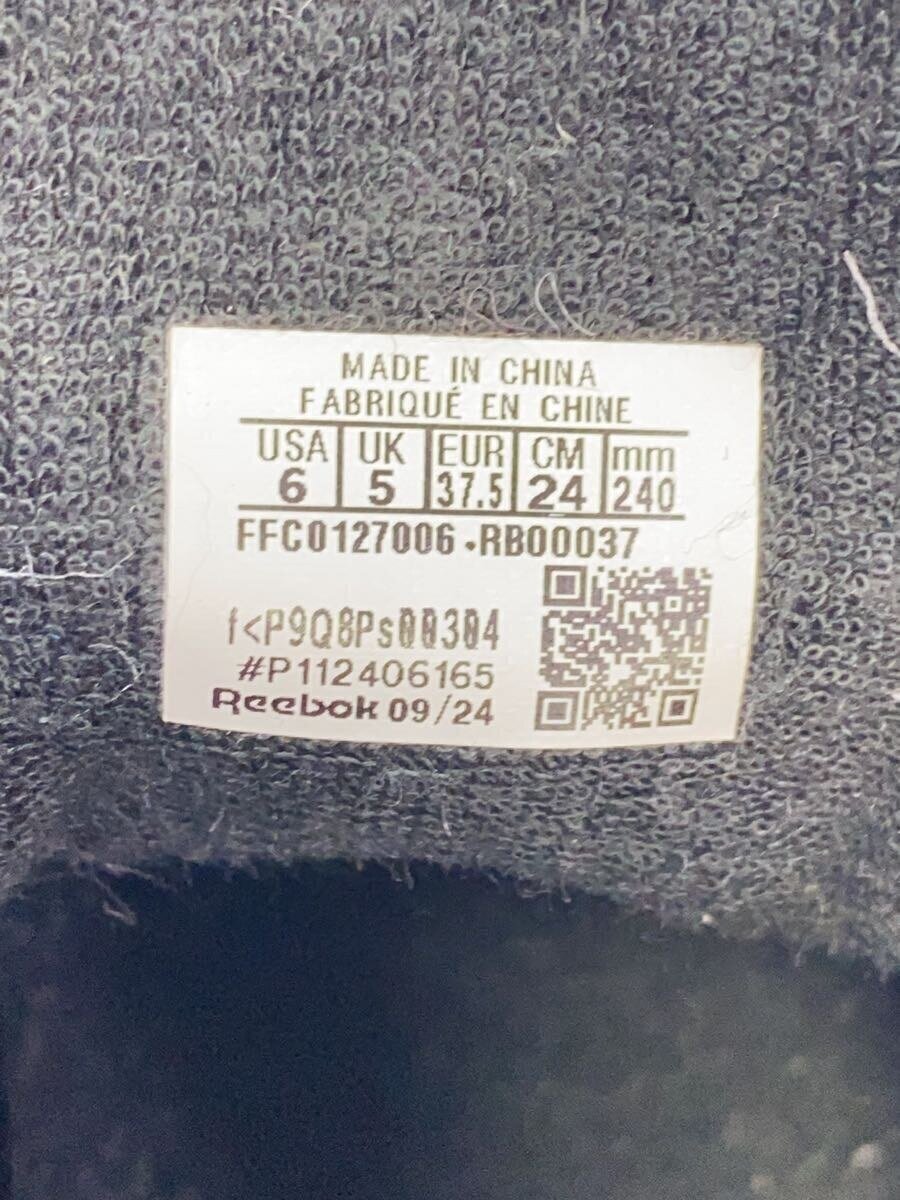 MADE IN CHINA
FABRIQUÉ EN CHINE
USA UK EUR CM mm
6 5 37.5 24 240
FFC0127006 •RB00037
f<P9Q8Ps00304
#P112406165
Reebok 09/24